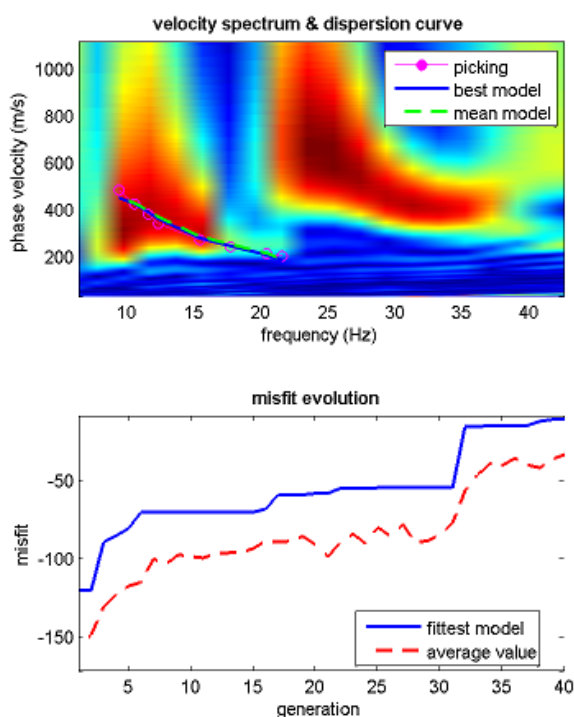 velocity spectrum & dispersion curve
1000
800
600
400
200
phase velocity (m/s)
picking
best model
mean model
10 15 20 25 30 35 40
frequency (Hz)
misfit evolution
-50
-100
-150
misfit
fittest model
average value
5 10 15 20 25 30 35 40
generation